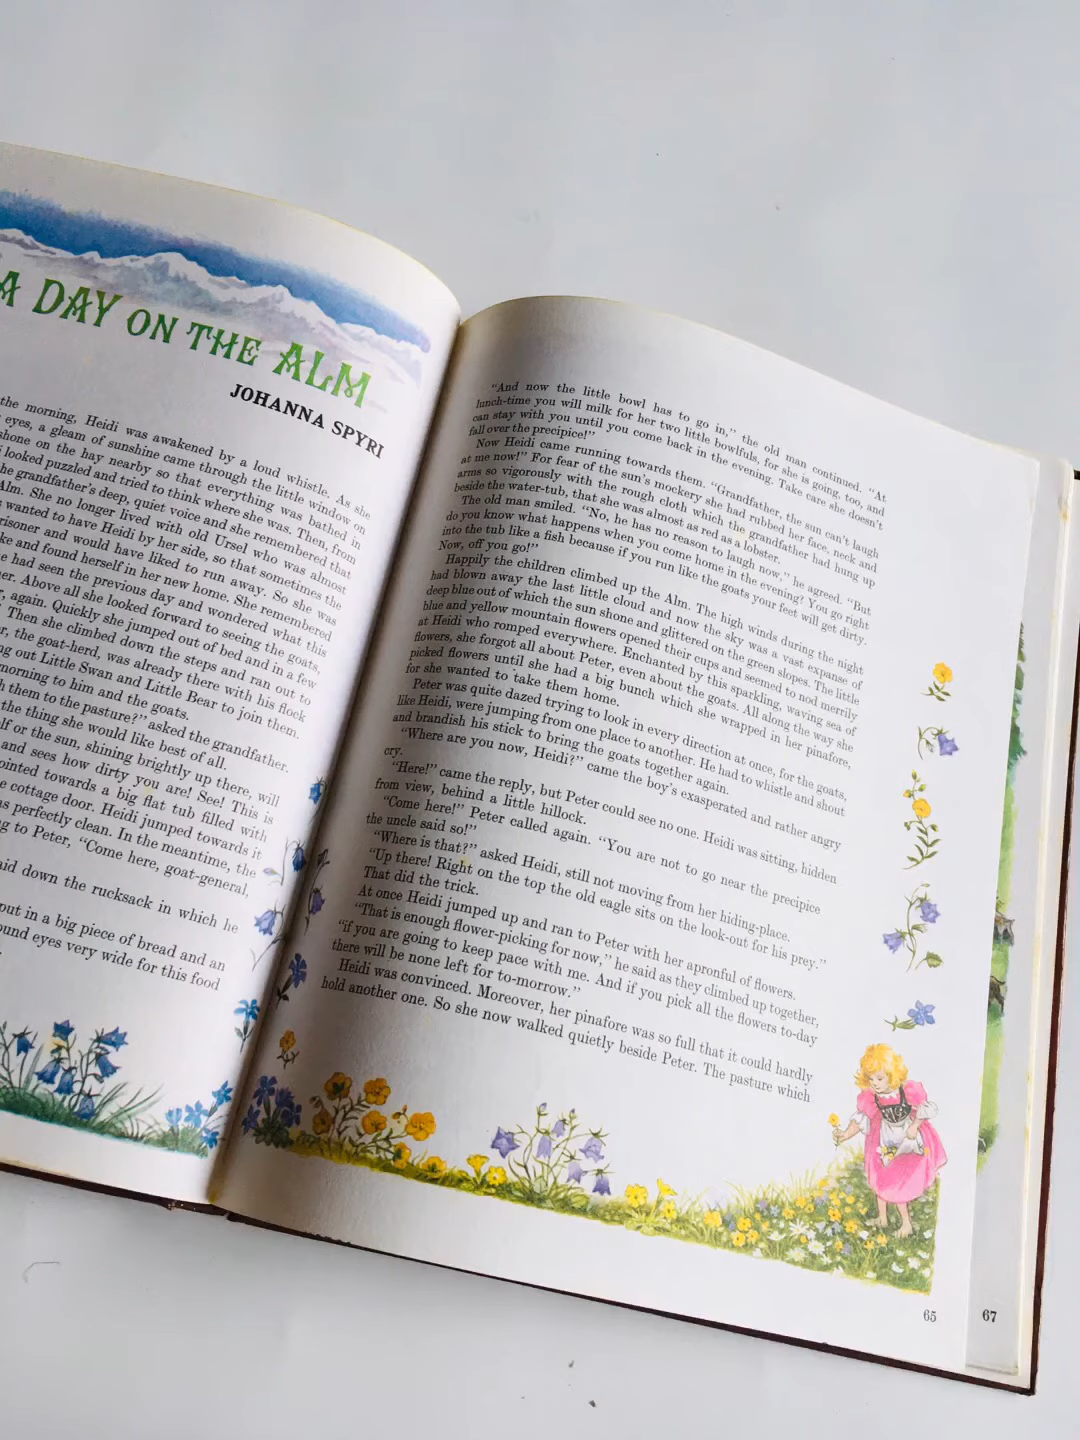 A DAY ON THE ALM
JOHANNA SPYRI
the morning, Heidi was awakened by a loud whistle. As she
eyes, a gleam of sunshine came through the little window on
shone on the hay nearby so that everything was bathed in
looked puzzled and tried to think where she was. Then, from
the grandfather's deep, quiet voice and she remembered that
Alm. She no longer lived with old Ursel who was almost
wanted to have Heidi by her side, so that sometimes the
risoner and would have liked to run away. So she was
ke and found herself in her new home. She remembered
e had seen the previous day and wondered what this
er. Above all she looked forward to seeing the goats,
, again. Quickly she jumped out of bed and in a few
Then she climbed down the steps and ran out to
r, the goat-herd, was already there with his flock
ng out Little Swan and Little Bear to join them.
morning to him and the goats.
h them to the pasture?" asked the grandfather.
the thing she would like best of all.
lf or the sun, shining brightly up there, will
and sees how dirty you are! See! This is
ointed towards a big flat tub filled with
e cottage door. Heidi jumped towards it
as perfectly clean. In the meantime, the
ng to Peter, "Come here, goat-general,
aid down the rucksack in which he
put in a big piece of bread and an
ound eyes very wide for this food
"And now the little bowl has to go in," the old man continued. "At
lunch-time you will milk for her two little bowlfuls, for she is going, too, and
can stay with you until you come back in the evening. Take care she doesn't
fall over the precipice!"
Now Heidi came running towards them. "Grandfather, the sun can't laugh
at me now!" For fear of the sun's mockery she had rubbed her face, neck and
arms so vigorously with the rough cloth which the grandfather had hung up
beside the water-tub, that she was almost as red as a lobster.
The old man smiled. "No, he has no reason to laugh now," he agreed. "But
do you know what happens when you come home in the evening? You go right
into the tub like a fish because if you run like the goats your feet will get dirty.
Now, off you go!"
Happily the children climbed up the Alm. The high winds during the night
had blown away the last little cloud and now the sky was a vast expanse of
deep blue out of which the sun shone and glittered on the green slopes. The little
blue and yellow mountain flowers opened their cups and seemed to nod merrily
at Heidi who romped everywhere. Enchanted by this sparkling, waving sea of
flowers, she forgot all about Peter, even about the goats. All along the way she
picked flowers until she had a big bunch which she wrapped in her pinafore,
for she wanted to take them home.
Peter was quite dazed trying to look in every direction at once, for the goats,
like Heidi, were jumping from one place to another. He had to whistle and shout
and brandish his stick to bring the goats together again.
"Where are you now, Heidi?" came the boy's exasperated and rather angry
cry.
"Here!" came the reply, but Peter could see no one. Heidi was sitting, hidden
from view, behind a little hillock.
"Come here!" Peter called again. "You are not to go near the precipice
the uncle said so!"
"Where is that?" asked Heidi, still not moving from her hiding-place.
"Up there! Right on the top the old eagle sits on the look-out for his prey."
That did the trick.
At once Heidi jumped up and ran to Peter with her apronful of flowers.
"That is enough flower-picking for now," he said as they climbed up together,
"if you are going to keep pace with me. And if you pick all the flowers to-day
there will be none left for to-morrow."
Heidi was convinced. Moreover, her pinafore was so full that it could hardly
hold another one. So she now walked quietly beside Peter. The pasture which
65
67